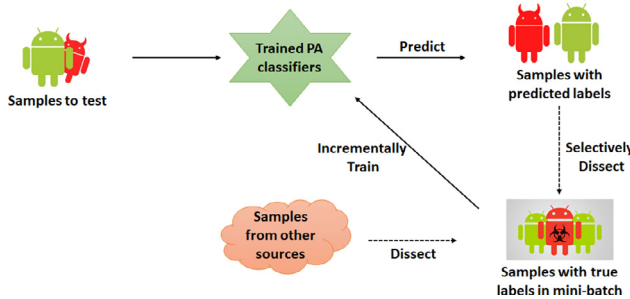 Samples to test
Trained PA
classifiers
Predict
Samples with
predicted labels
Selectively
Dissect
Incrementally
Train
Samples
from other
sources
Dissect
Samples with true
labels in mini-batch